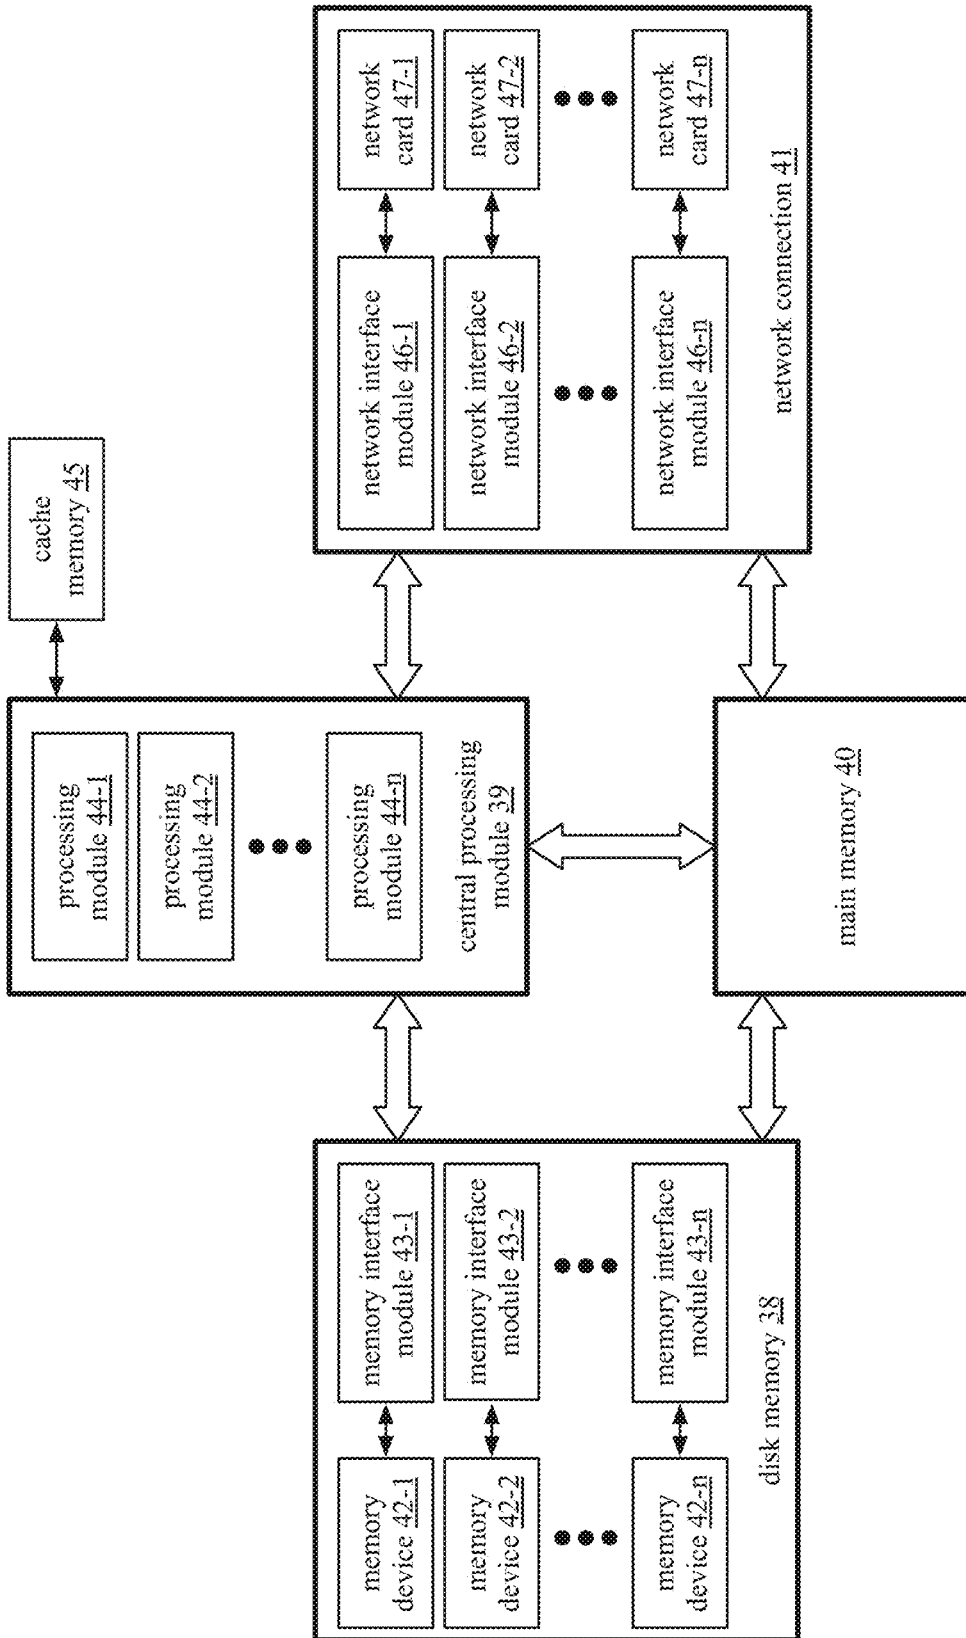 cache
memory 45
processing
module 44-1
processing
module 44-2
processing
module 44-n
central processing
module 39
memory
device 42-1
memory interface
module 43-1
memory
device 42-2
memory interface
module 43-2
memory
device 42-n
memory interface
module 43-n
disk memory 38
network interface
module 46-1
network
card 47-1
network interface
module 46-2
network
card 47-2
network interface
module 46-n
network
card 47-n
network connection 41
main memory 40